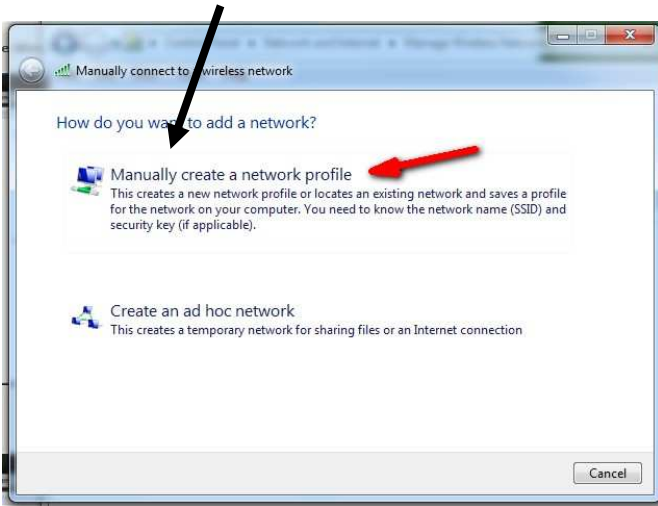 Manually connect to a wireless network
How do you want to add a network?
Manually create a network profile
This creates a new network profile or locates an existing network and saves a profile
for the network on your computer. You need to know the network name (SSID) and
security key (if applicable).
Create an ad hoc network
This creates a temporary network for sharing files or an Internet connection
Cancel